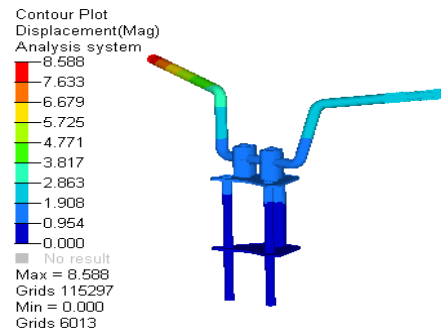 Contour Plot
Displacement(Mag)
Analysis system
8.588
7.633
6.679
5.725
4.771
3.817
2.863
1.908
0.954
0.000
No result
Max = 8.588
Grids 115297
Min = 0.000
Grids 6013